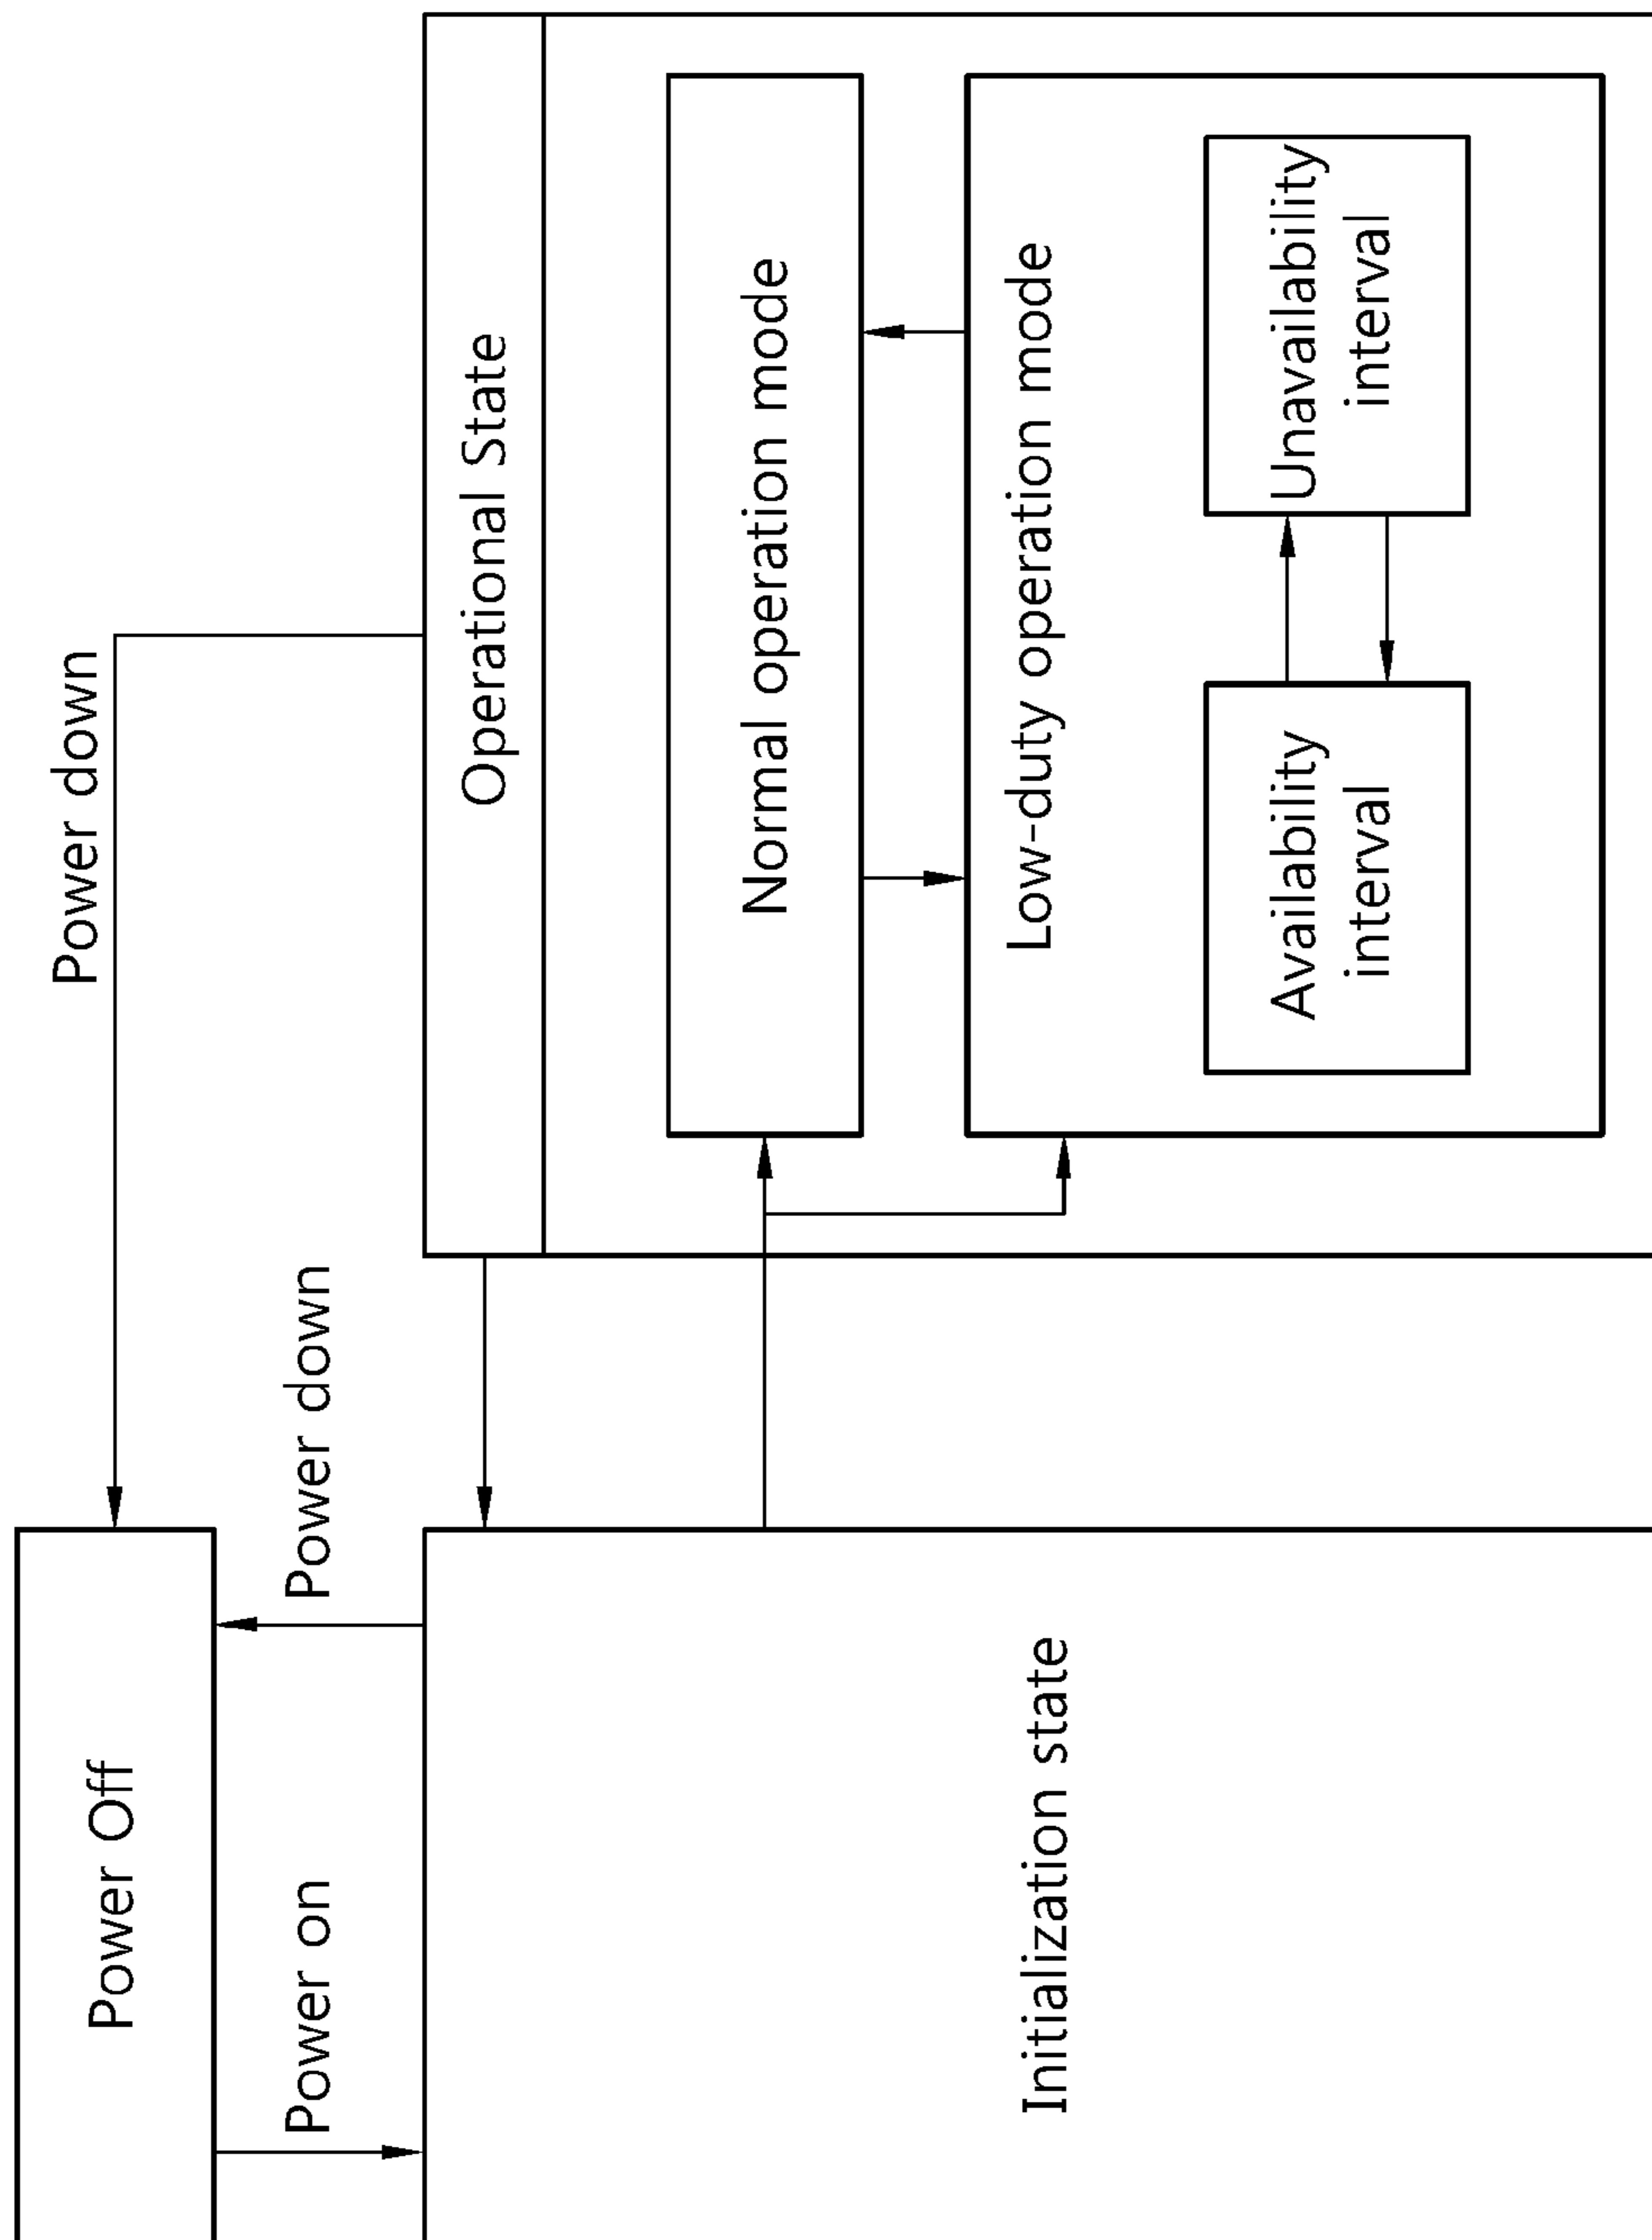 Power Off
Power down
Power on
Power down
Initialization state
Operational State
Normal operation mode
Low-duty operation mode
Availability
interval
Unavailability
interval